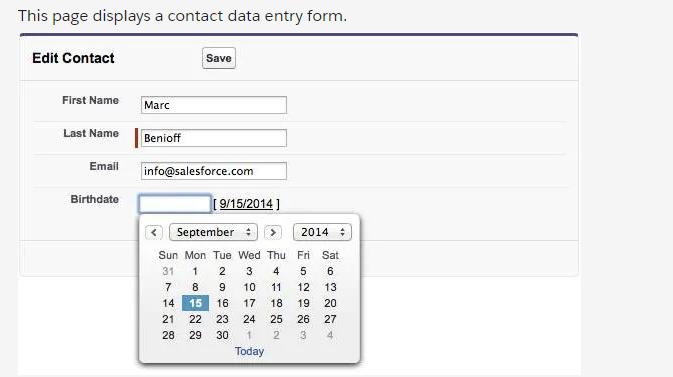 This page displays a contact data entry form.
Edit Contact Save
First Name Marc
Last Name Benioff
Email info@salesforce.com
Birthdate [ 9/15/2014 ]
< September > 2014
Sun Mon Tue Wed Thu Fri Sat
31 1 2 3 4 5 6
7 8 9 10 11 12 13
14 15 16 17 18 19 20
21 22 23 24 25 26 27
28 29 30 1 2 3 4
Today